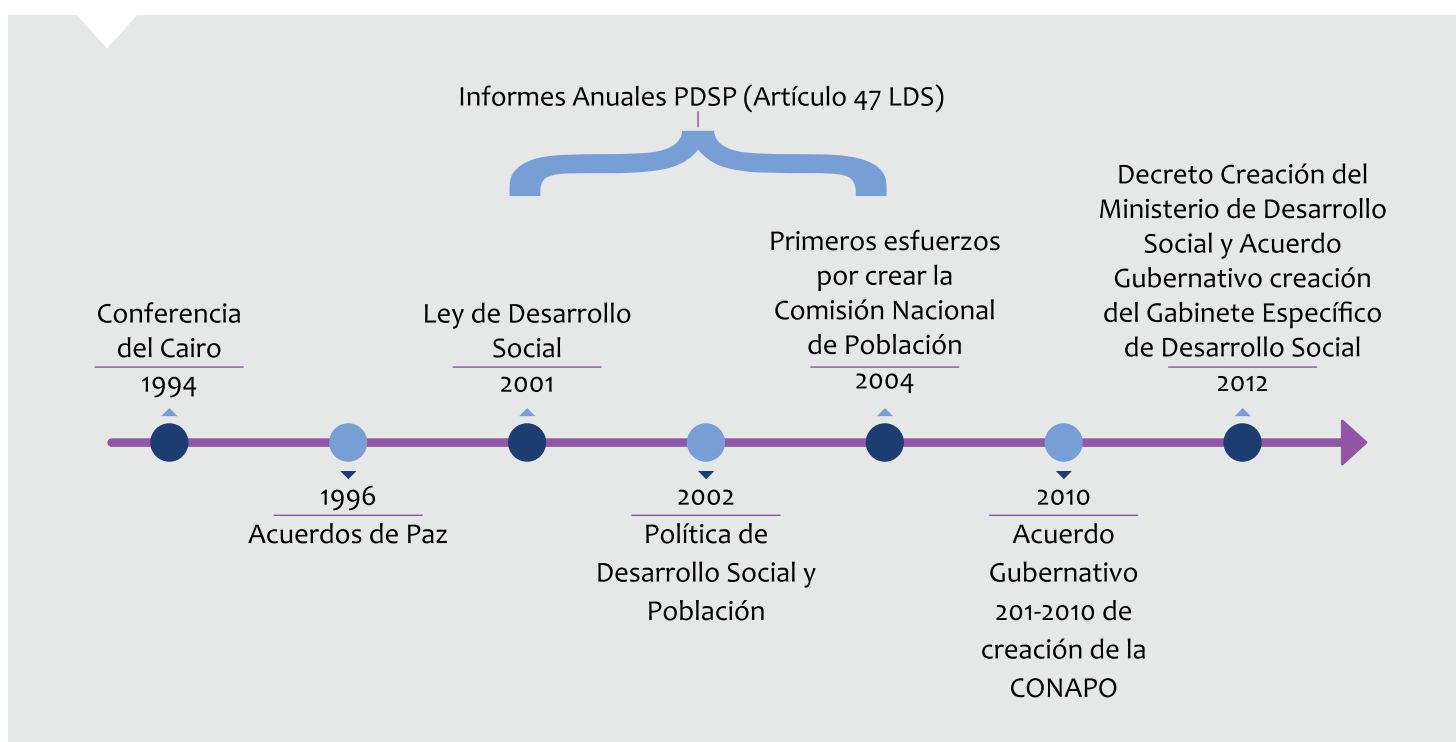 Informes Anuales PDSP (Artículo 47 LDS)
Conferencia
del Cairo
1994
1996
Acuerdos de Paz
Ley de Desarrollo
Social
2001
2002
Política de
Desarrollo Social y
Población
Primeros esfuerzos
por crear la
Comisión Nacional
de Población
2004
2010
Acuerdo
Gubernativo
201-2010 de
creación de la
CONAPO
Decreto Creación del
Ministerio de Desarrollo
Social y Acuerdo
Gubernativo creación
del Gabinete Específico
de Desarrollo Social
2012